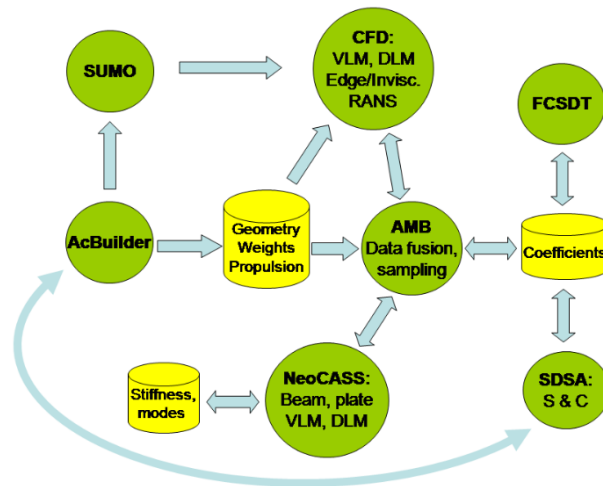 CFD:
VLM, DLM
Edge/Invisc.
RANS
SUMO
FCSDT
AcBuilder
Geometry
Weights
Propulsion
AMB
Data fusion,
sampling
Coefficients
NeoCASS:
Beam, plate
VLM, DLM
Stiffness,
modes
SDSA:
S & C